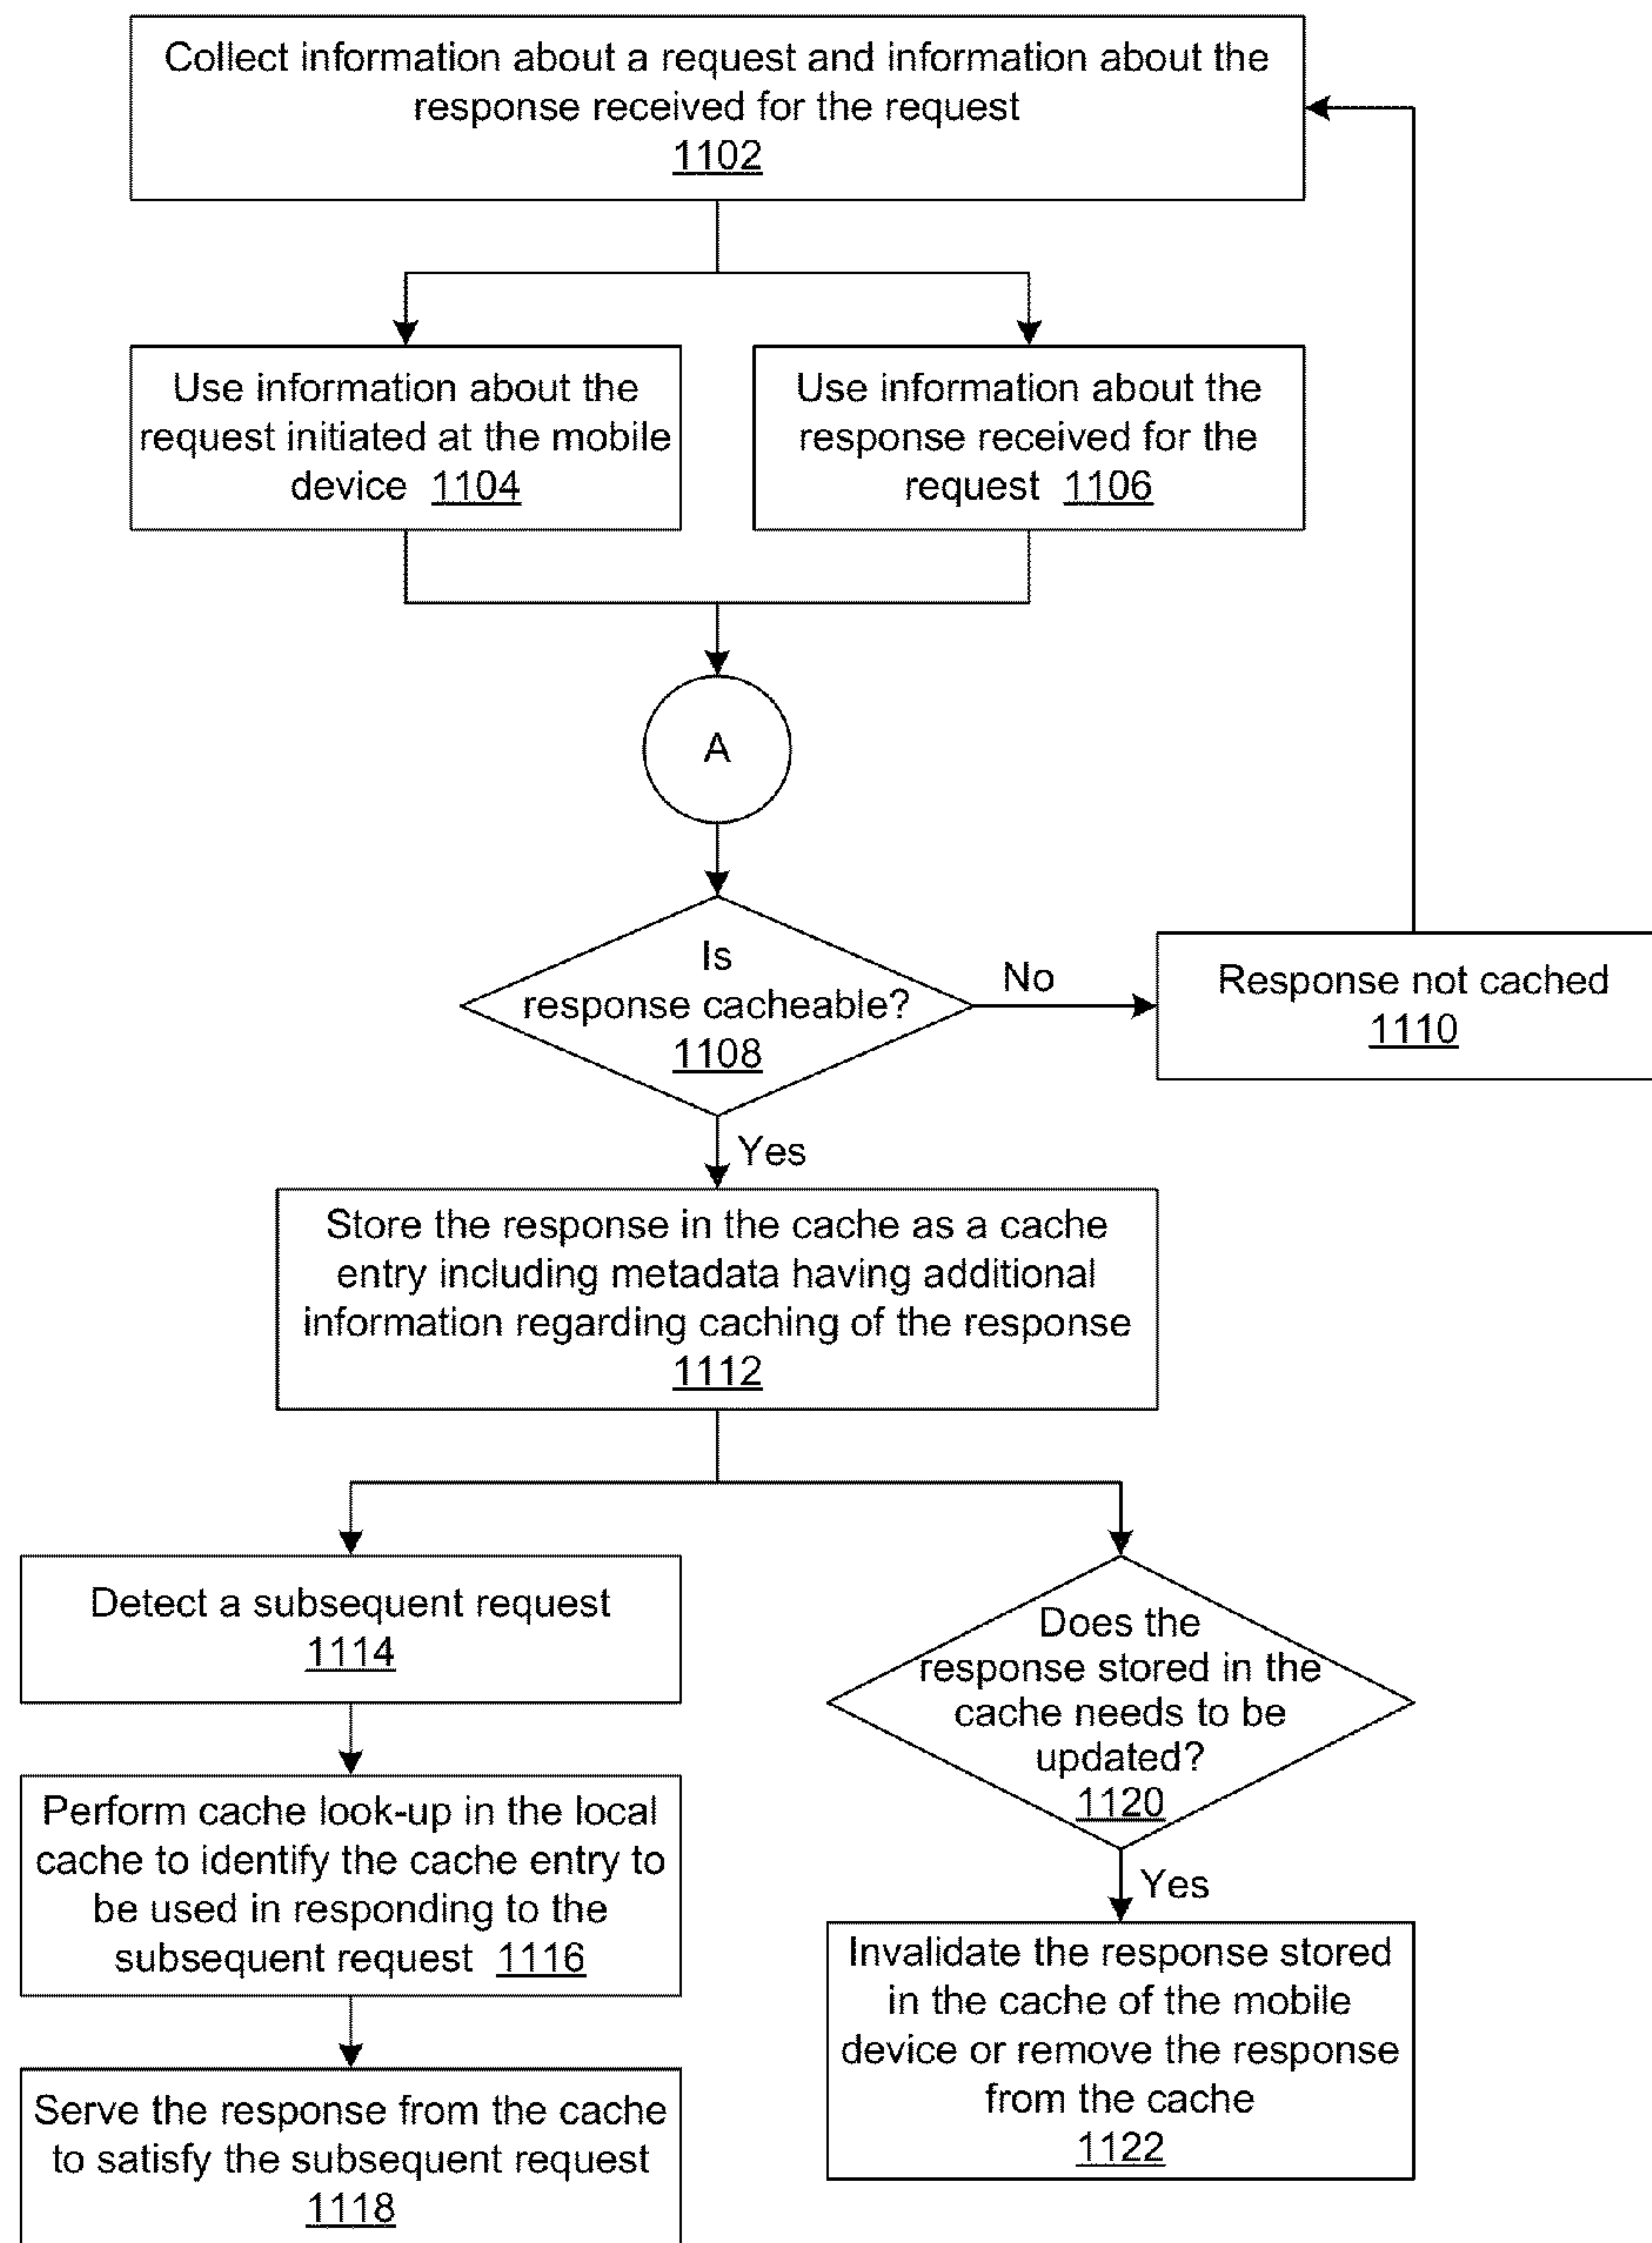 Collect information about a request and information about the
response received for the request
1102
Use information about the
request initiated at the mobile
device 1104
Use information about the
response received for the
request 1106
A
Is
response cacheable?
1108
No
Response not cached
1110
Yes
Store the response in the cache as a cache
entry including metadata having additional
information regarding caching of the response
1112
Detect a subsequent request
1114
Does the
response stored in the
cache needs to be
updated?
1120
Perform cache look-up in the local
cache to identify the cache entry to
be used in responding to the
subsequent request 1116
Yes
Invalidate the response stored
in the cache of the mobile
device or remove the response
from the cache
1122
Serve the response from the cache
to satisfy the subsequent request
1118